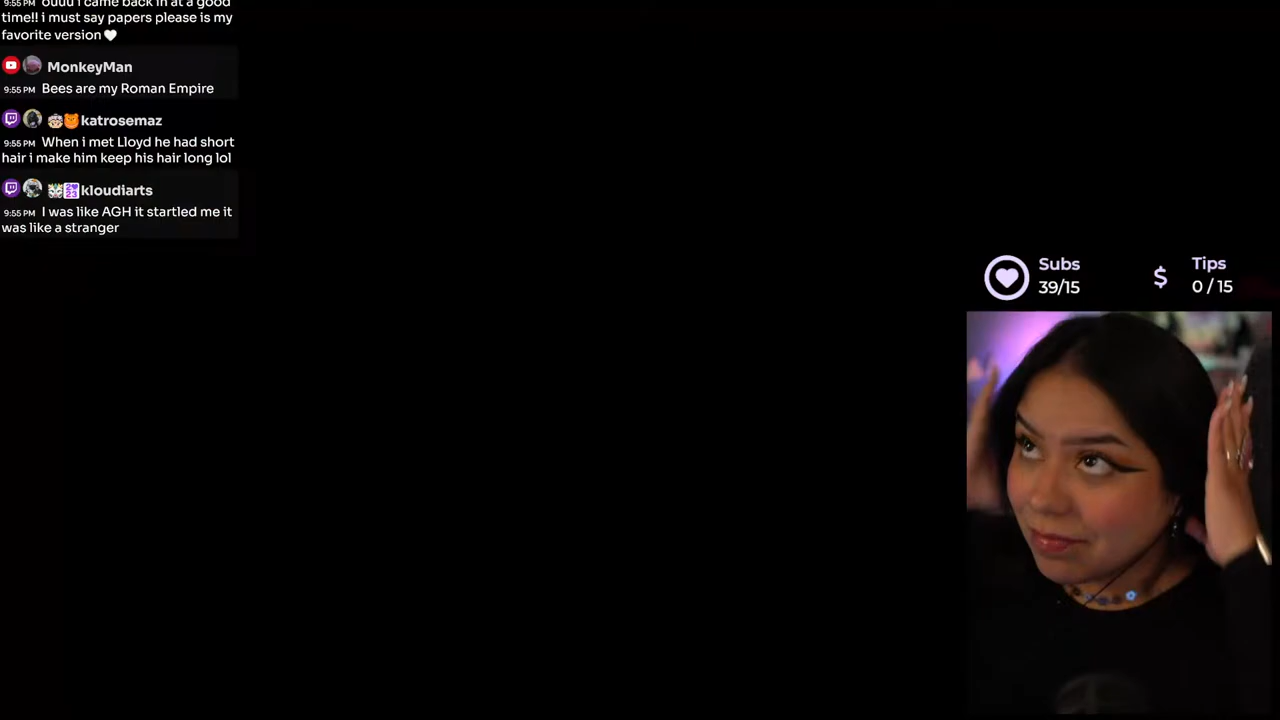 9:55 PM ouuu i came back in at a good
time!! i must say papers please is my
favorite version
MonkeyMan
9:55 PM Bees are my Roman Empire
katrosemaz
9:55 PM When i met Lloyd he had short
hair i make him keep his hair long lol
kloudiarts
9:55 PM I was like AGH it startled me it
was like a stranger
Subs
39/15
$
Tips
0 / 15